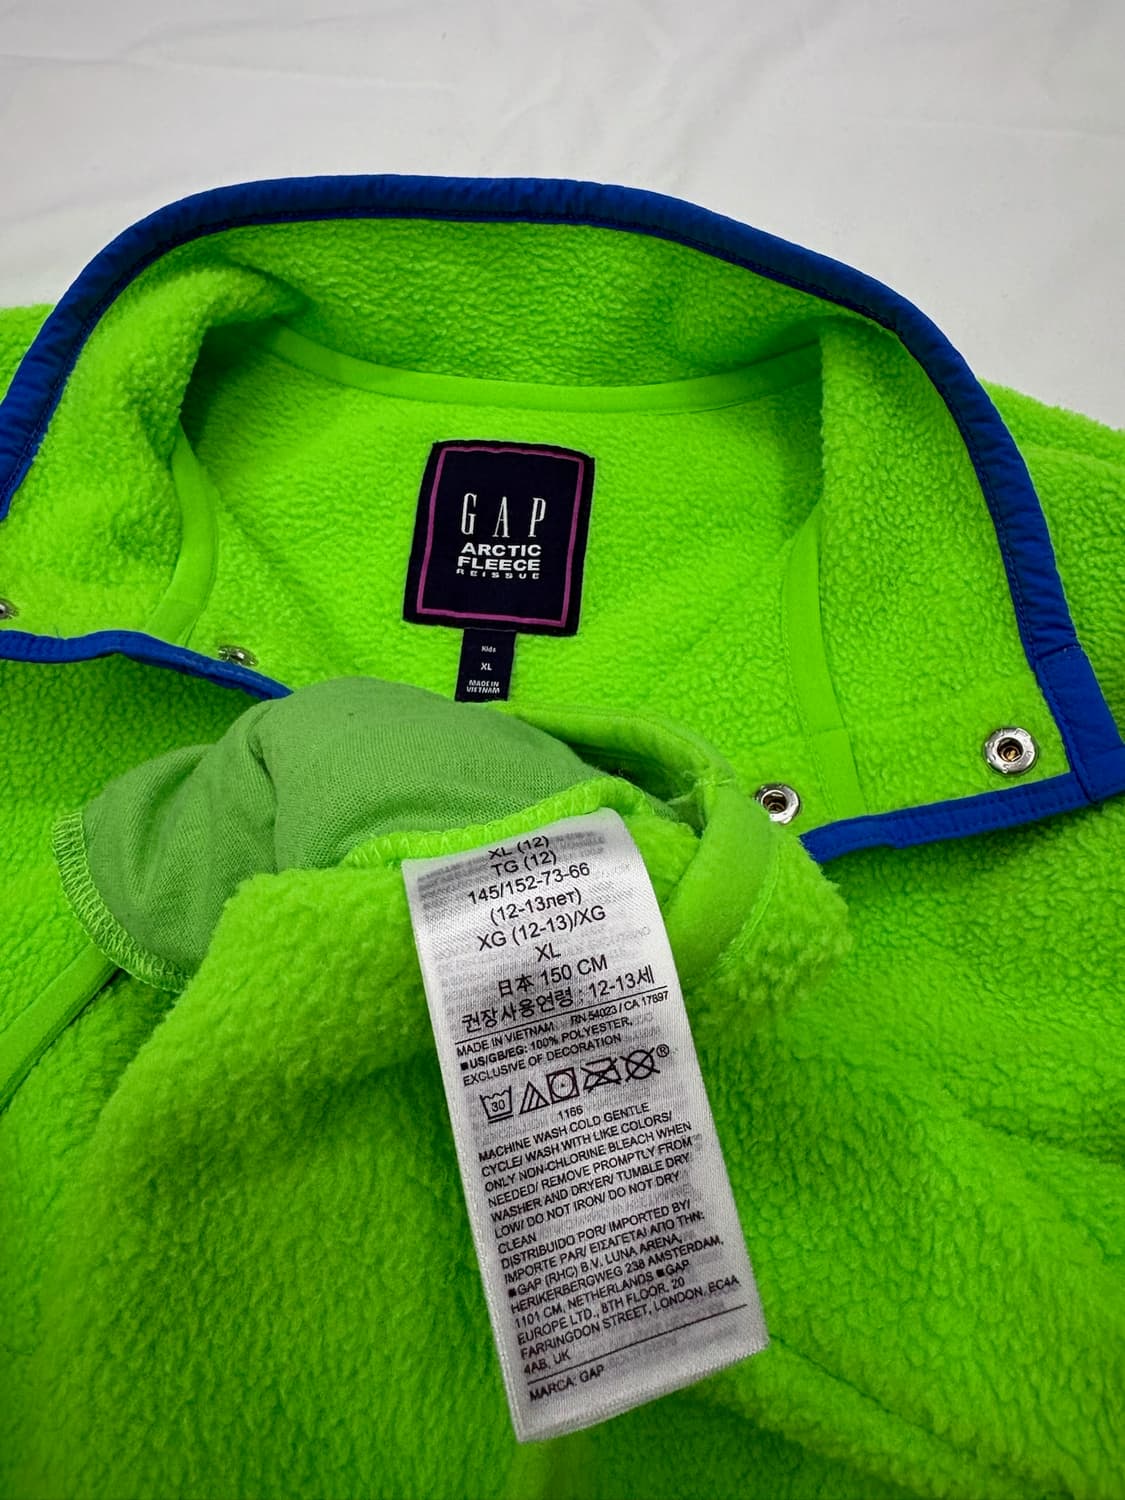 GAP
ARCTIC
FLEECE
REISSUE
Kids
XL
MADE IN
VIETNAM
XL (12)
TG (12)
145/152-73-66
(12-13лет)
XG (12-13)/XG
XL
日本 150 CM
권장사용연령 : 12-13세
MADE IN VIETNAM RN 54023 / CA 17897
■US/GB/EG: 100% POLYESTER,
EXCLUSIVE OF DECORATION
30
®
1166
MACHINE WASH COLD GENTLE
CYCLE/ WASH WITH LIKE COLORS/
ONLY NON-CHLORINE BLEACH WHEN
NEEDED/ REMOVE PROMPTLY FROM
WASHER AND DRYER/ TUMBLE DRY
LOW/ DO NOT IRON/ DO NOT DRY
CLEAN
DISTRIBUIDO POR/ IMPORTED BY/
IMPORTE PAR/ ΕΙΣΑΓΕΤΑΙ ΑΠΟ ΤΗΝ:
■GAP (RHC) B.V. LUNA ARENA,
HERIKERBERGWEG 238 AMSTERDAM,
1101 CM, NETHERLANDS ■GAP
EUROPE LTD., 8TH FLOOR, 20
FARRINGDON STREET, LONDON, EC4A
4AB, UK
MARCA: GAP